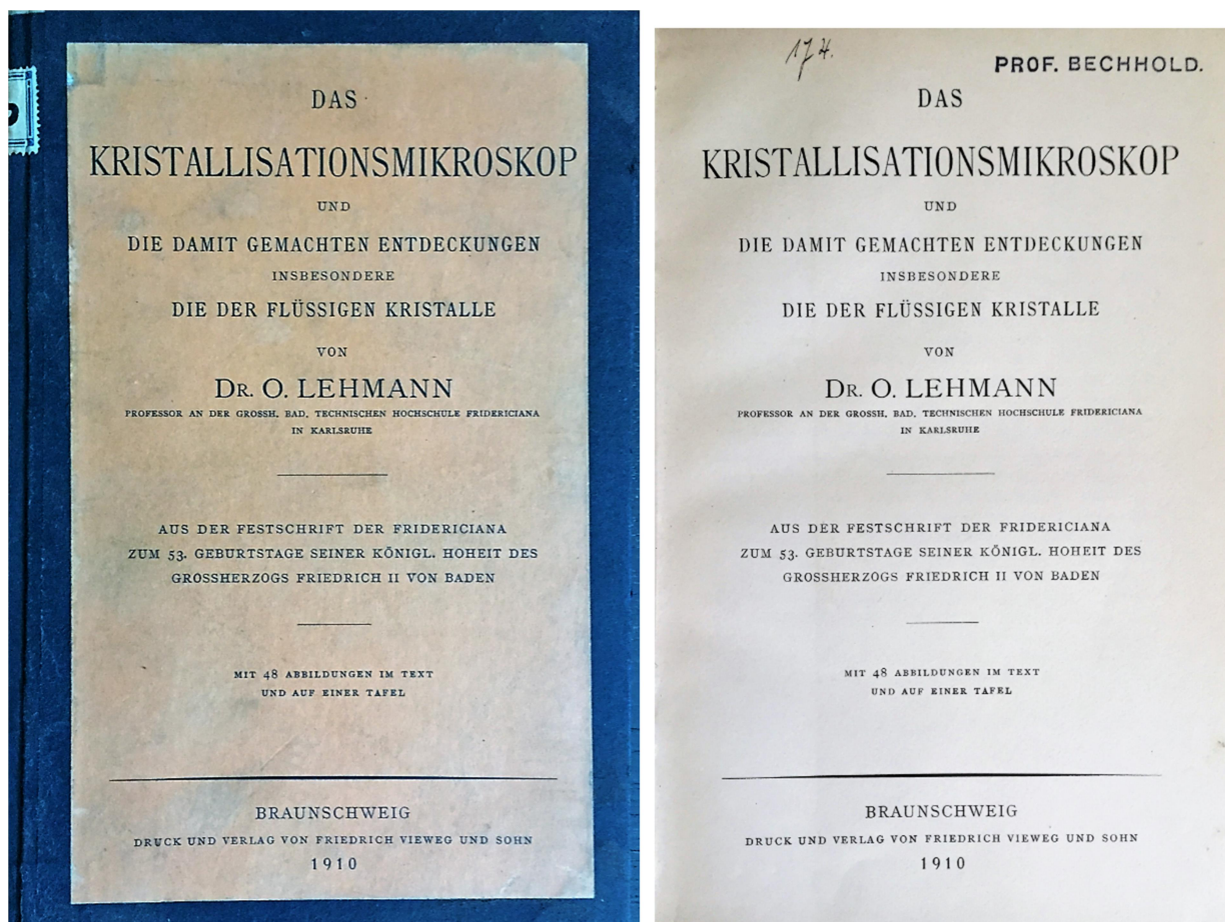 DAS
KRISTALLISATIONSMIKROSKOP
UND
DIE DAMIT GEMACHTEN ENTDECKUNGEN
INSBESONDERE
DIE DER FLÜSSIGEN KRISTALLE
VON
DR. O. LEHMANN
PROFESSOR AN DER GROSSH. BAD. TECHNISCHEN HOCHSCHULE FRIDERICIANA
IN KARLSRUHE
AUS DER FESTSCHRIFT DER FRIDERICIANA
ZUM 53. GEBURTSTAGE SEINER KÖNIGL. HOHEIT DES
GROSSHERZOGS FRIEDRICH II VON BADEN
MIT 48 ABBILDUNGEN IM TEXT
UND AUF EINER TAFEL
BRAUNSCHWEIG
DRUCK UND VERLAG VON FRIEDRICH VIEWEG UND SOHN
1910
PROF. BECHHOLD.
DAS
KRISTALLISATIONSMIKROSKOP
UND
DIE DAMIT GEMACHTEN ENTDECKUNGEN
INSBESONDERE
DIE DER FLÜSSIGEN KRISTALLE
VON
DR. O. LEHMANN
PROFESSOR AN DER GROSSH. BAD. TECHNISCHEN HOCHSCHULE FRIDERICIANA
IN KARLSRUHE
AUS DER FESTSCHRIFT DER FRIDERICIANA
ZUM 53. GEBURTSTAGE SEINER KÖNIGL. HOHEIT DES
GROSSHERZOGS FRIEDRICH II VON BADEN
MIT 48 ABBILDUNGEN IM TEXT
UND AUF EINER TAFEL
BRAUNSCHWEIG
DRUCK UND VERLAG VON FRIEDRICH VIEWEG UND SOHN
1910